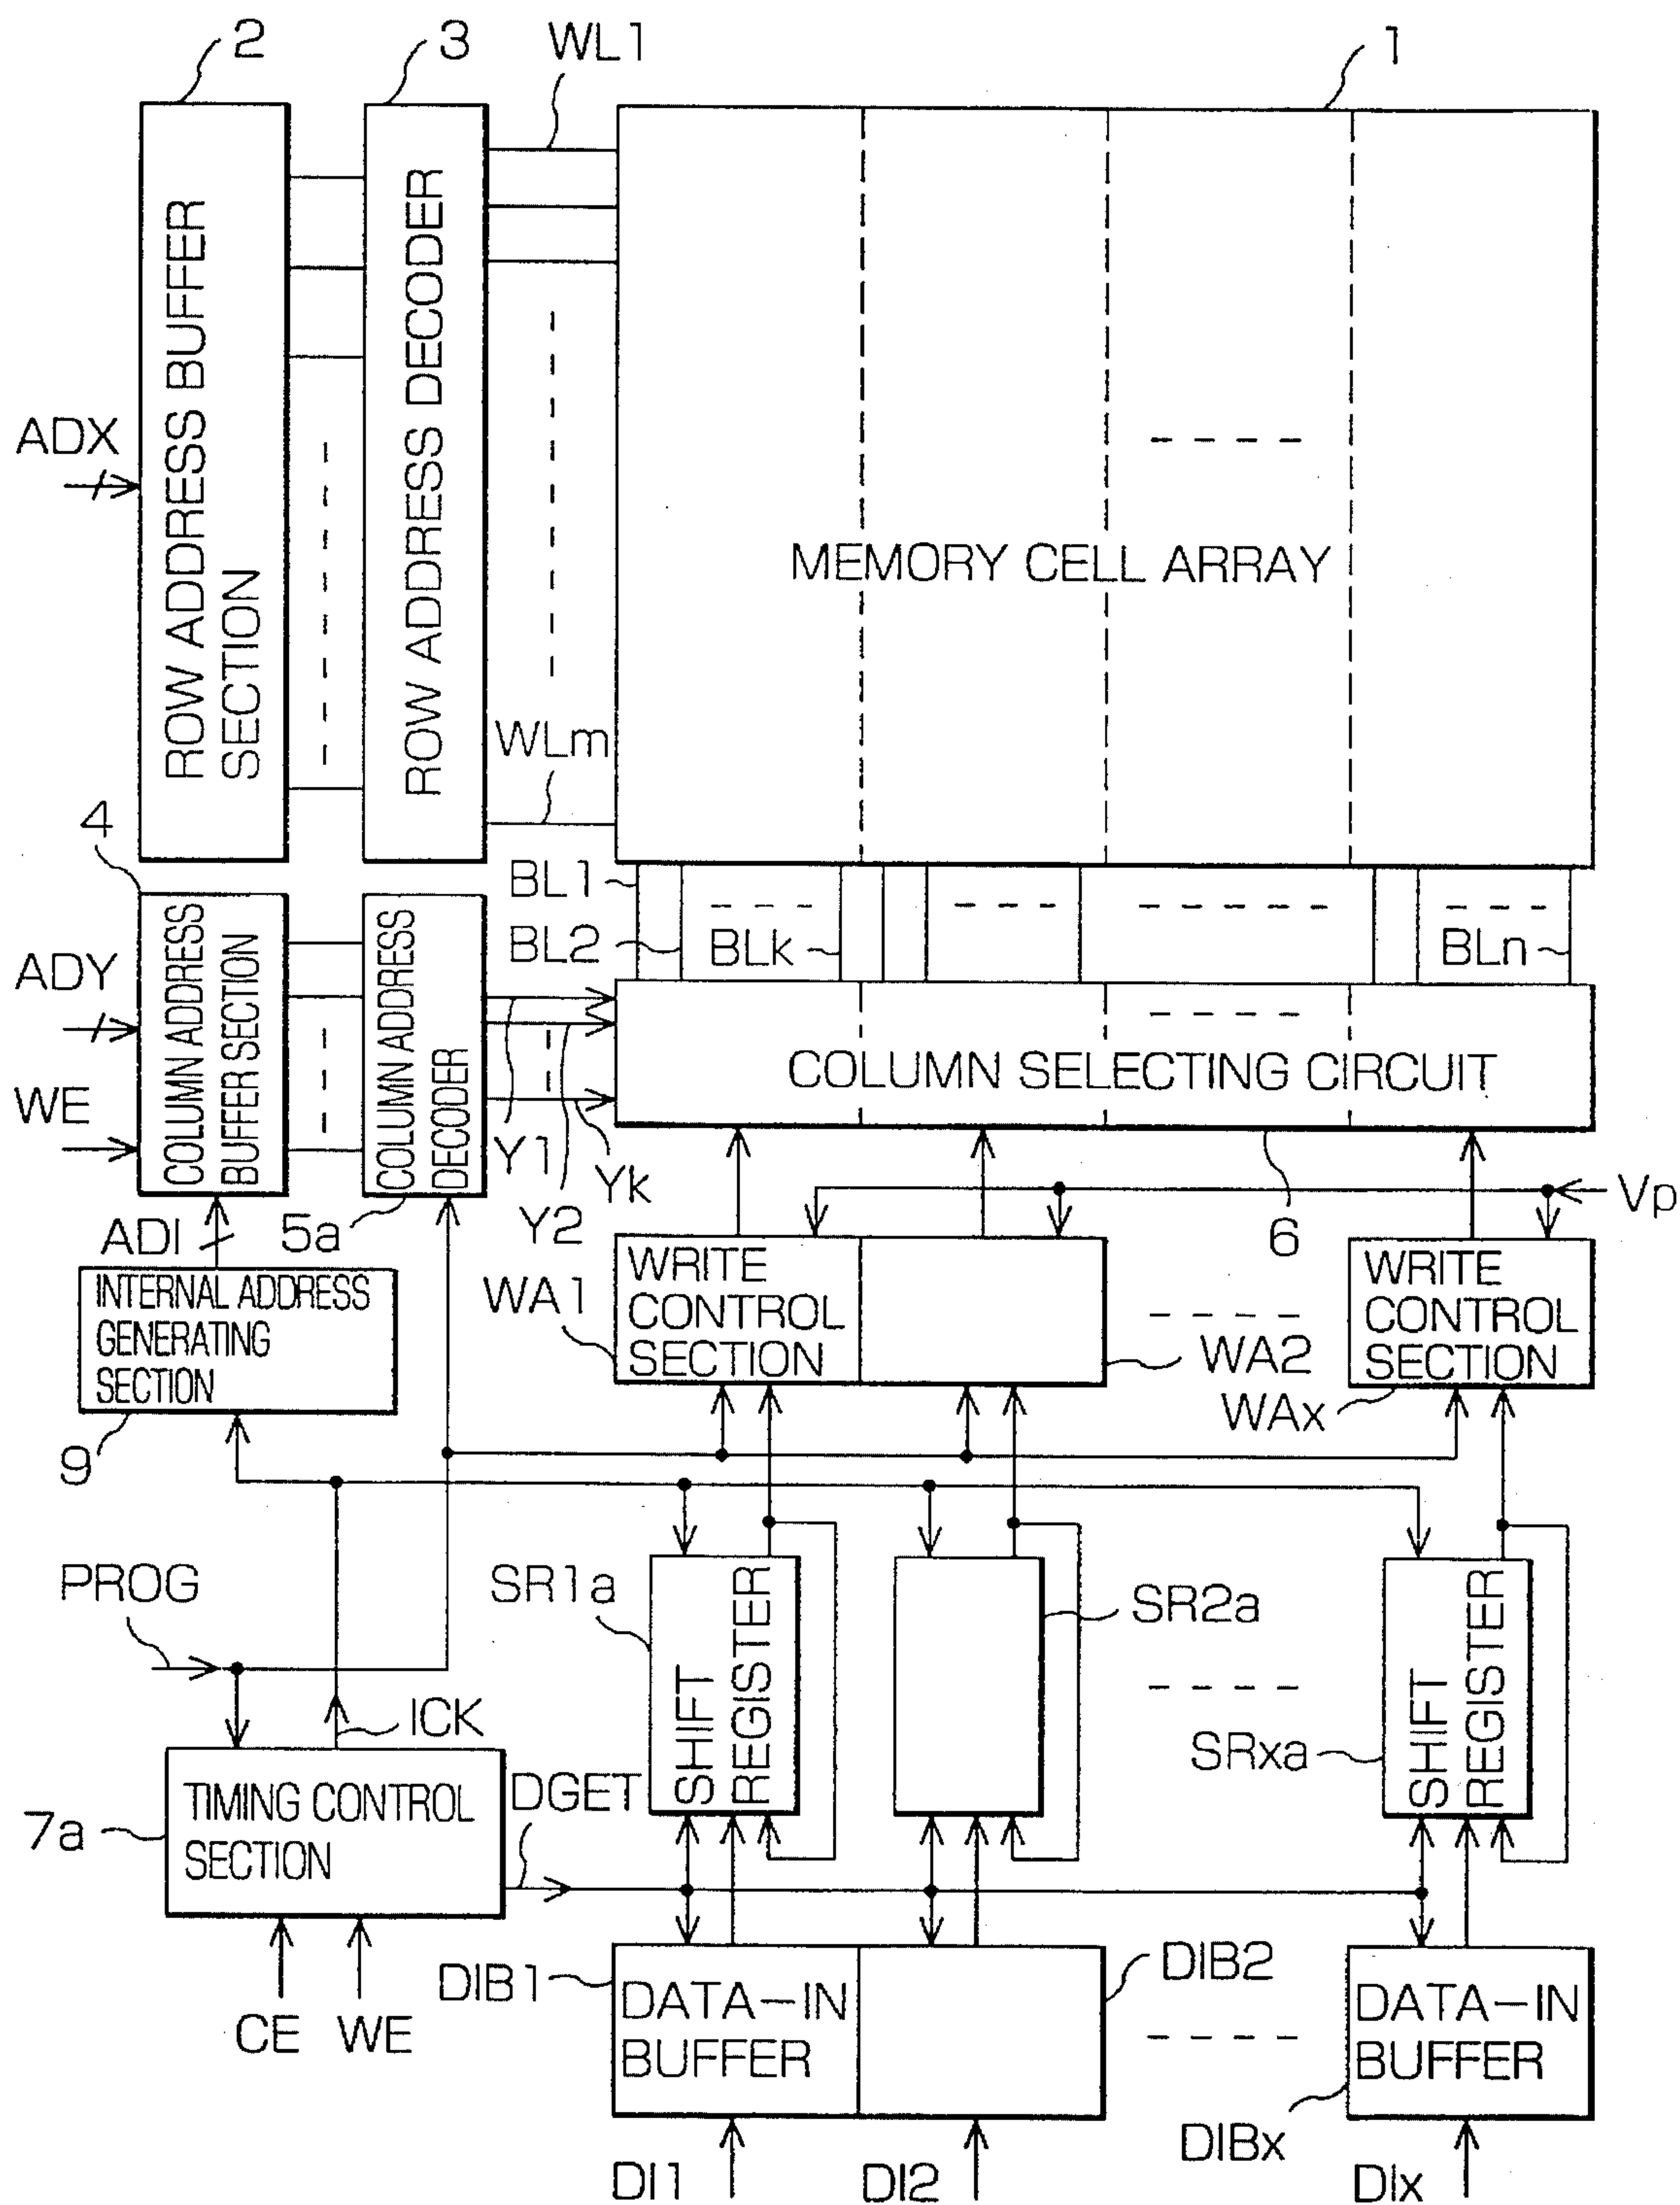 2
3
WL1
1
ROW ADDRESS BUFFER
SECTION
ROW ADDRESS DECODER
ADX
MEMORY CELL ARRAY
WLm
4
BL1
BL2
BLk
BLn
COLUMN ADDRESS
BUFFER SECTION
COLUMN ADDRESS
DECODER
ADY
WE
COLUMN SELECTING CIRCUIT
Y1
Yk
Y2
ADI
5a
6
Vp
INTERNAL ADDRESS
GENERATING
SECTION
9
WA1
WRITE
CONTROL
SECTION
WA2
WRITE
CONTROL
SECTION
WAx
PROG
SR1a
SHIFT
REGISTER
SR2a
SRxa
SHIFT
REGISTER
ICK
7a
TIMING CONTROL
SECTION
DGET
CE
WE
DIB1
DATA-IN
BUFFER
DIB2
DATA-IN
BUFFER
DIBx
DI1
DI2
DIx